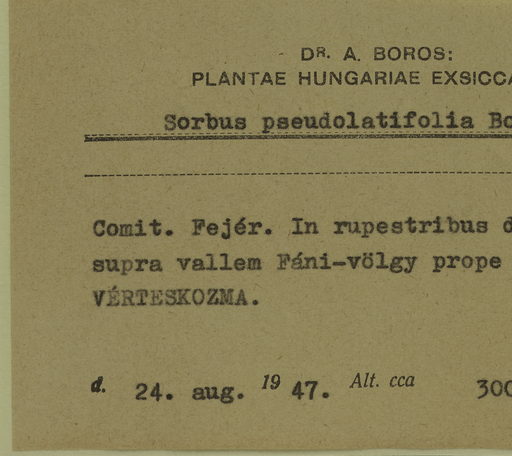 DR. A. BOROS:
PLANTAE HUNGARIAE EXSICCA
Sorbus pseudolatifolia Bo
Comit. Fejér. In rupestribus d
supra vallem Fáni-völgy prope
VÉRTESKOZMA.
d. 24. aug. 19 47. Alt. cca 300